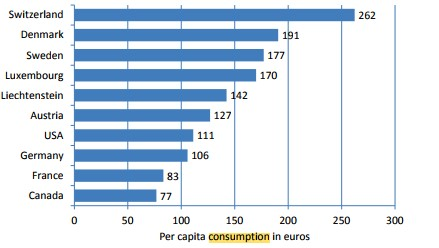 Switzerland 262
Denmark 191
Sweden 177
Luxembourg 170
Liechtenstein 142
Austria 127
USA 111
Germany 106
France 83
Canada 77
0 50 100 150 200 250 300
Per capita consumption in euros